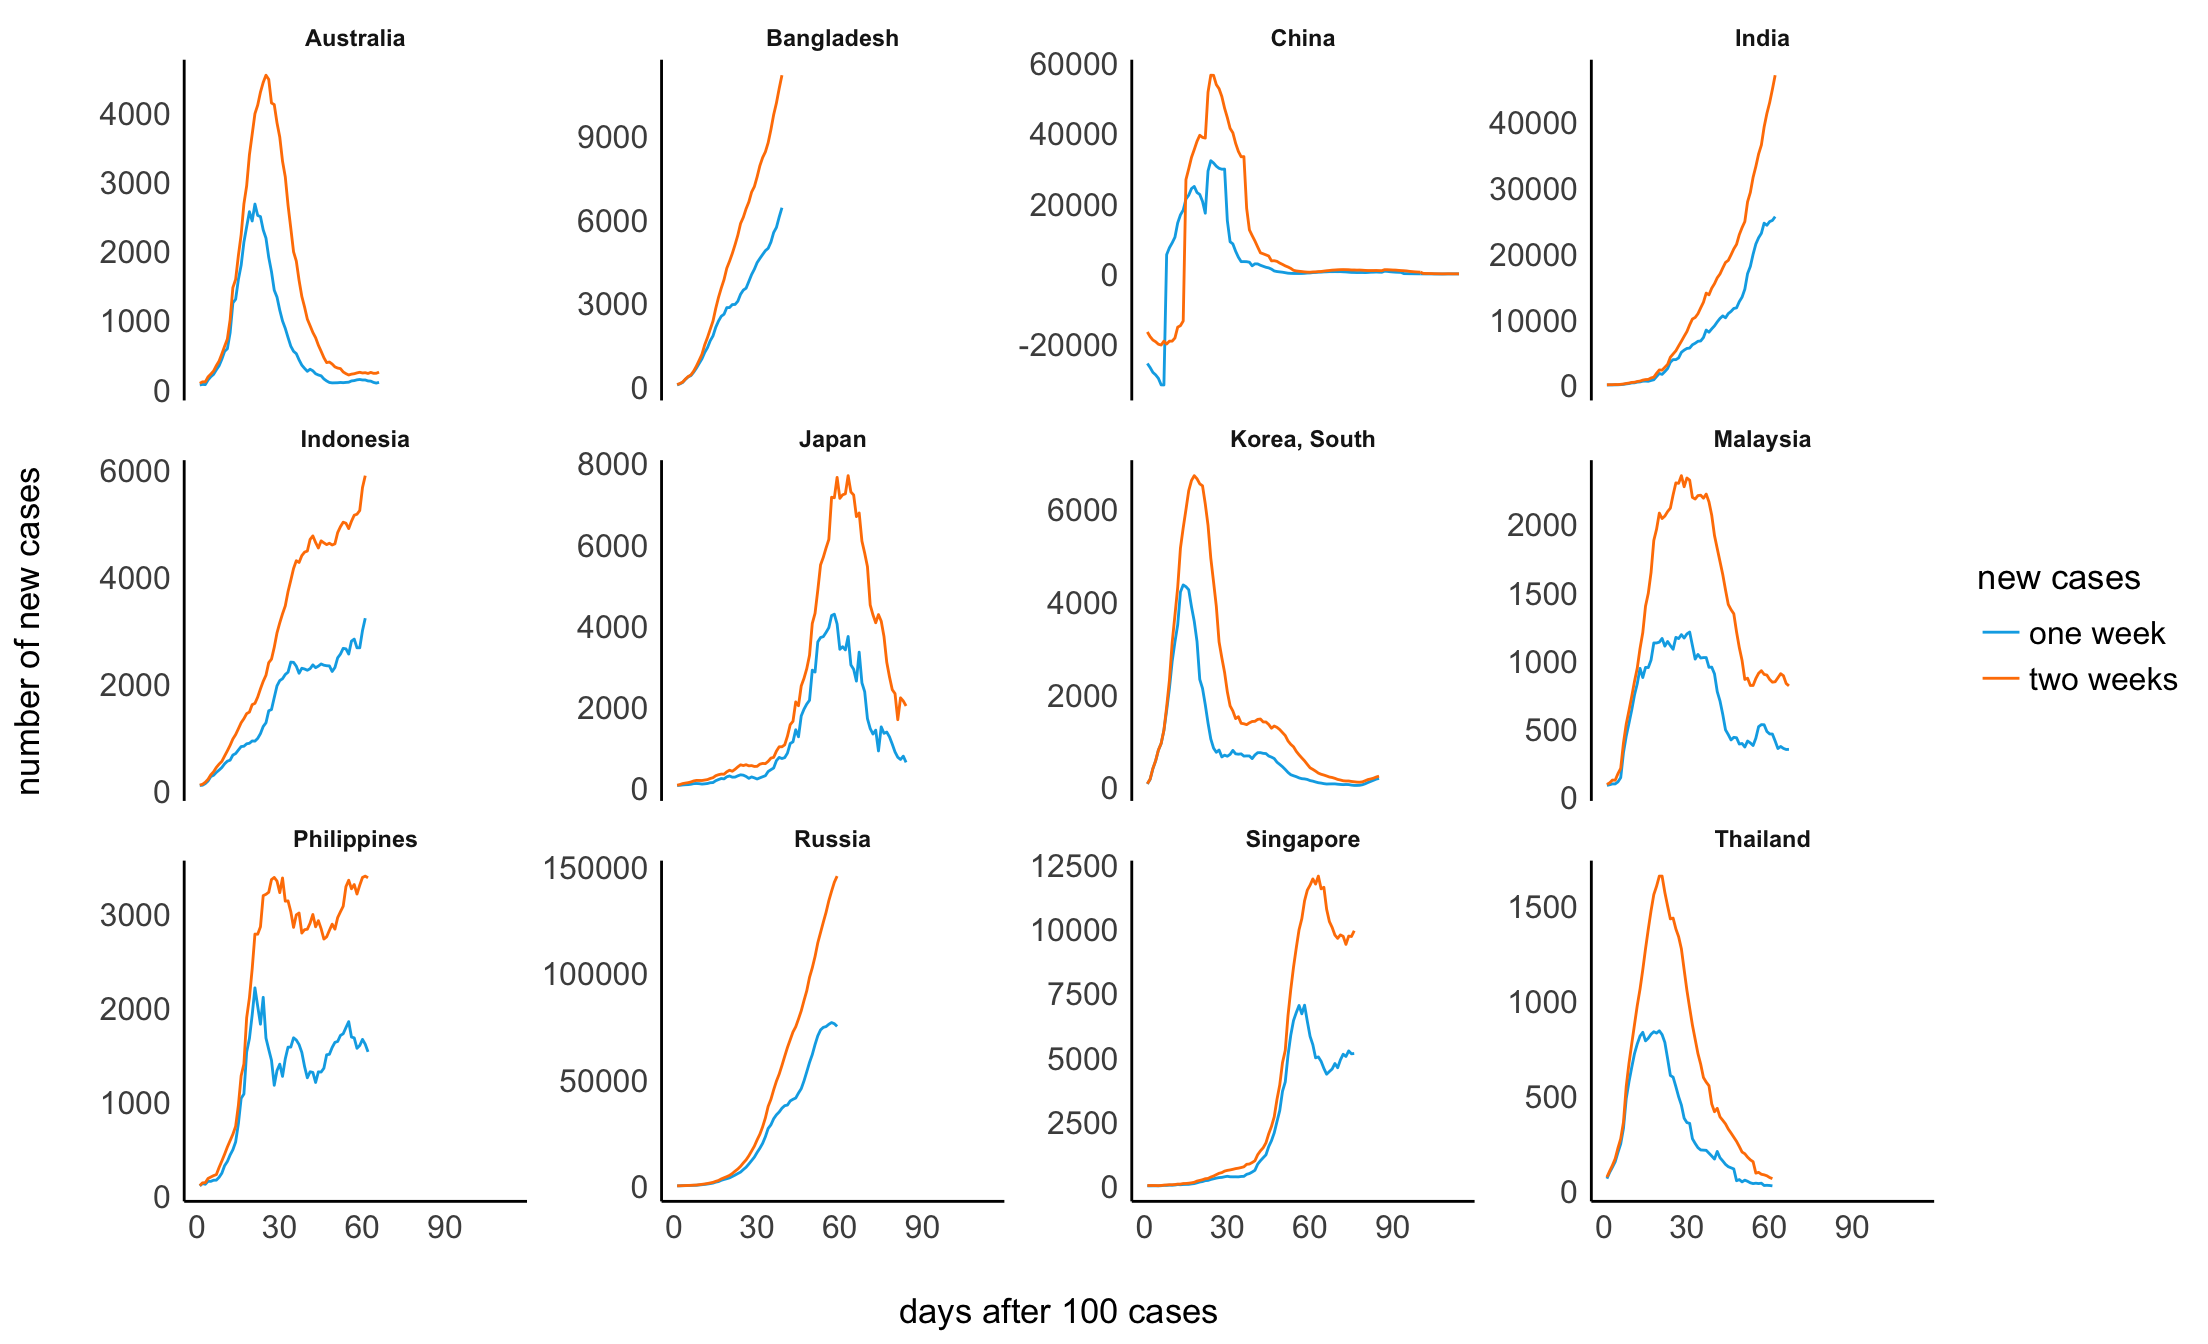 Australia
Bangladesh
China
India
4000
3000
2000
1000
0
9000
6000
3000
0
60000
40000
20000
0
-20000
40000
30000
20000
10000
0
Indonesia
Japan
Korea, South
Malaysia
6000
4000
2000
0
8000
6000
4000
2000
0
6000
4000
2000
0
2000
1500
1000
500
0
Philippines
Russia
Singapore
Thailand
3000
2000
1000
0
150000
100000
50000
0
12500
10000
7500
5000
2500
0
1500
1000
500
0
0 30 60 90
0 30 60 90
0 30 60 90
0 30 60 90
days after 100 cases
number of new cases
new cases
one week
two weeks